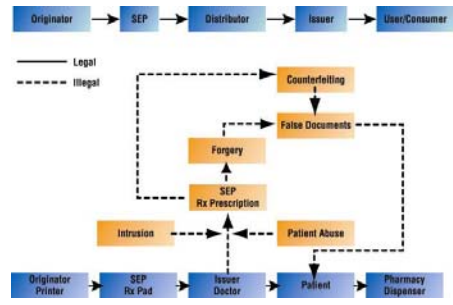 Originator SEP Distributor Issuer User/Consumer
Legal
Illegal
Counterfeiting
False Documents
Forgery
SEP
Rx Prescription
Intrusion
Patient Abuse
Originator
Printer
SEP
Rx Pad
Issuer
Doctor
Patient
Pharmacy
Dispenser